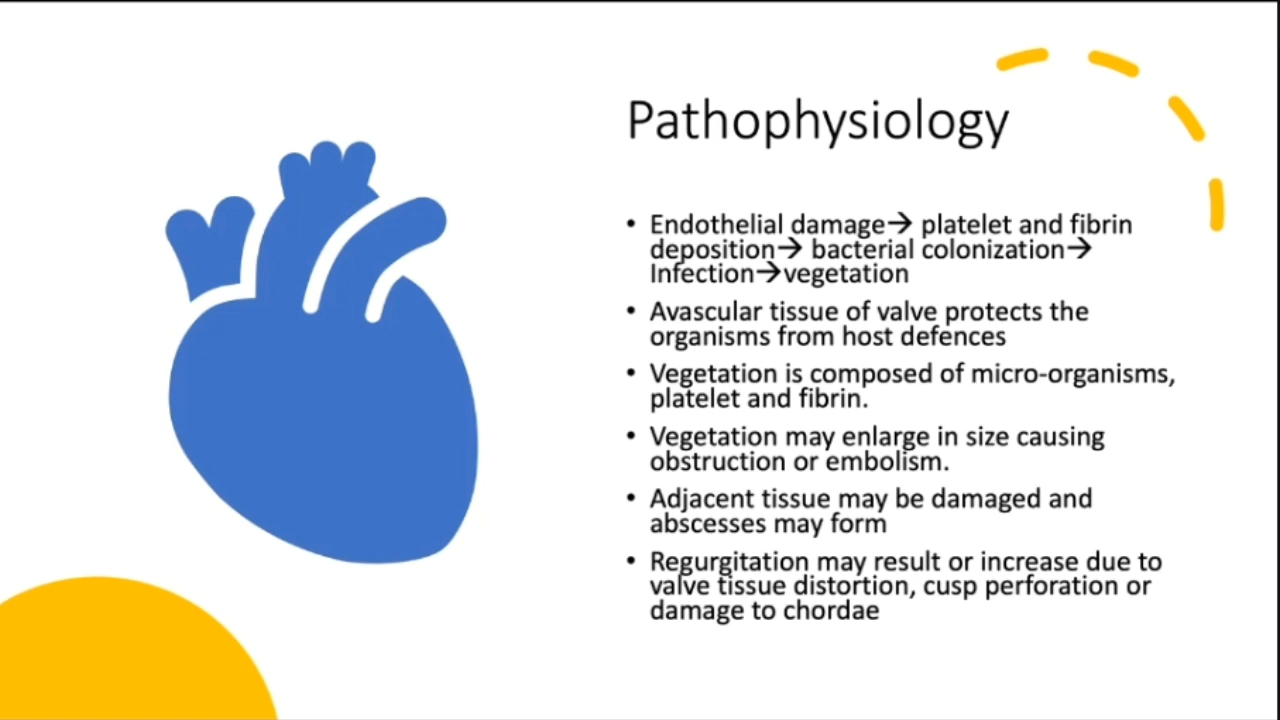 Pathophysiology
• Endothelial damage→ platelet and fibrin
deposition→ bacterial colonization→
Infection→vegetation
• Avascular tissue of valve protects the
organisms from host defences
• Vegetation is composed of micro-organisms,
platelet and fibrin.
• Vegetation may enlarge in size causing
obstruction or embolism.
• Adjacent tissue may be damaged and
abscesses may form
• Regurgitation may result or increase due to
valve tissue distortion, cusp perforation or
damage to chordae